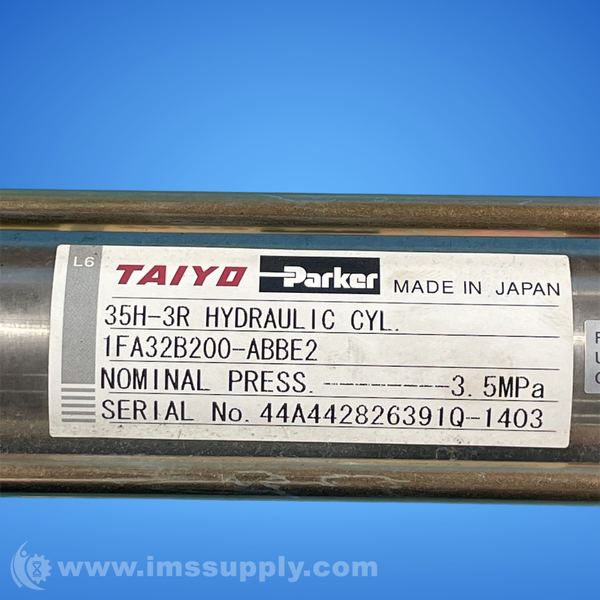 L6
TAIYO Parker MADE IN JAPAN
35H-3R HYDRAULIC CYL.
1FA32B200-ABBE2
NOMINAL PRESS. --------- 3.5MPa
SERIAL No. 44A442826391Q-1403
www.imssupply.com